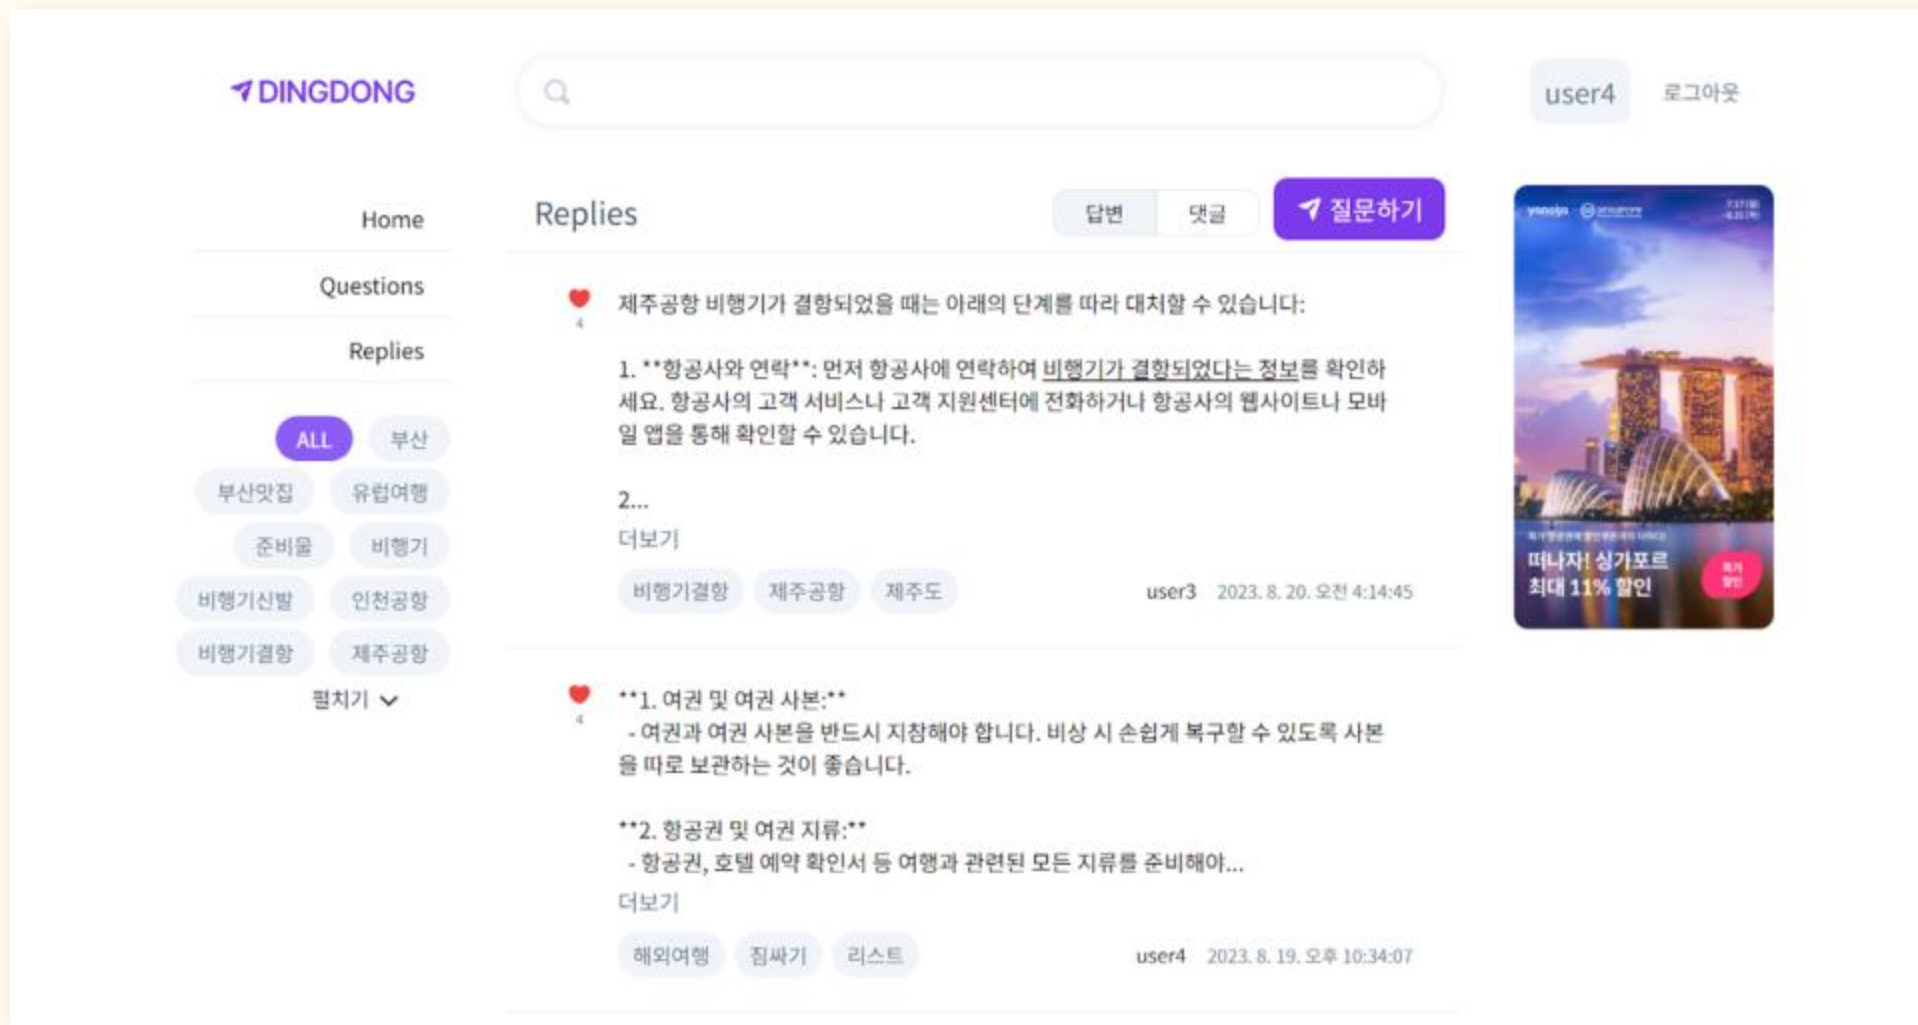 DINGDONG
user4 로그아웃
Home
Questions
Replies
ALL 부산
부산맛집 유럽여행
준비물 비행기
비행기신발 인천공항
비행기결항 제주공항
펼치기
Replies
답변 댓글 질문하기
4
제주공항 비행기가 결항되었을 때는 아래의 단계를 따라 대처할 수 있습니다:
1. **항공사와 연락**: 먼저 항공사에 연락하여 비행기가 결항되었다는 정보를 확인하
세요. 항공사의 고객 서비스나 고객 지원센터에 전화하거나 항공사의 웹사이트나 모바
일 앱을 통해 확인할 수 있습니다.
2...
더보기
비행기결항 제주공항 제주도
user3 2023. 8. 20. 오전 4:14:45
4
**1. 여권 및 여권 사본:**
- 여권과 여권 사본을 반드시 지참해야 합니다. 비상 시 손쉽게 복구할 수 있도록 사본
을 따로 보관하는 것이 좋습니다.
**2. 항공권 및 여권 지류:**
- 항공권, 호텔 예약 확인서 등 여행과 관련된 모든 지류를 준비해야...
더보기
해외여행 짐싸기 리스트
user4 2023. 8. 19. 오후 10:34:07
yanolja
떠나자! 싱가포르
최대 11% 할인
특가
할인